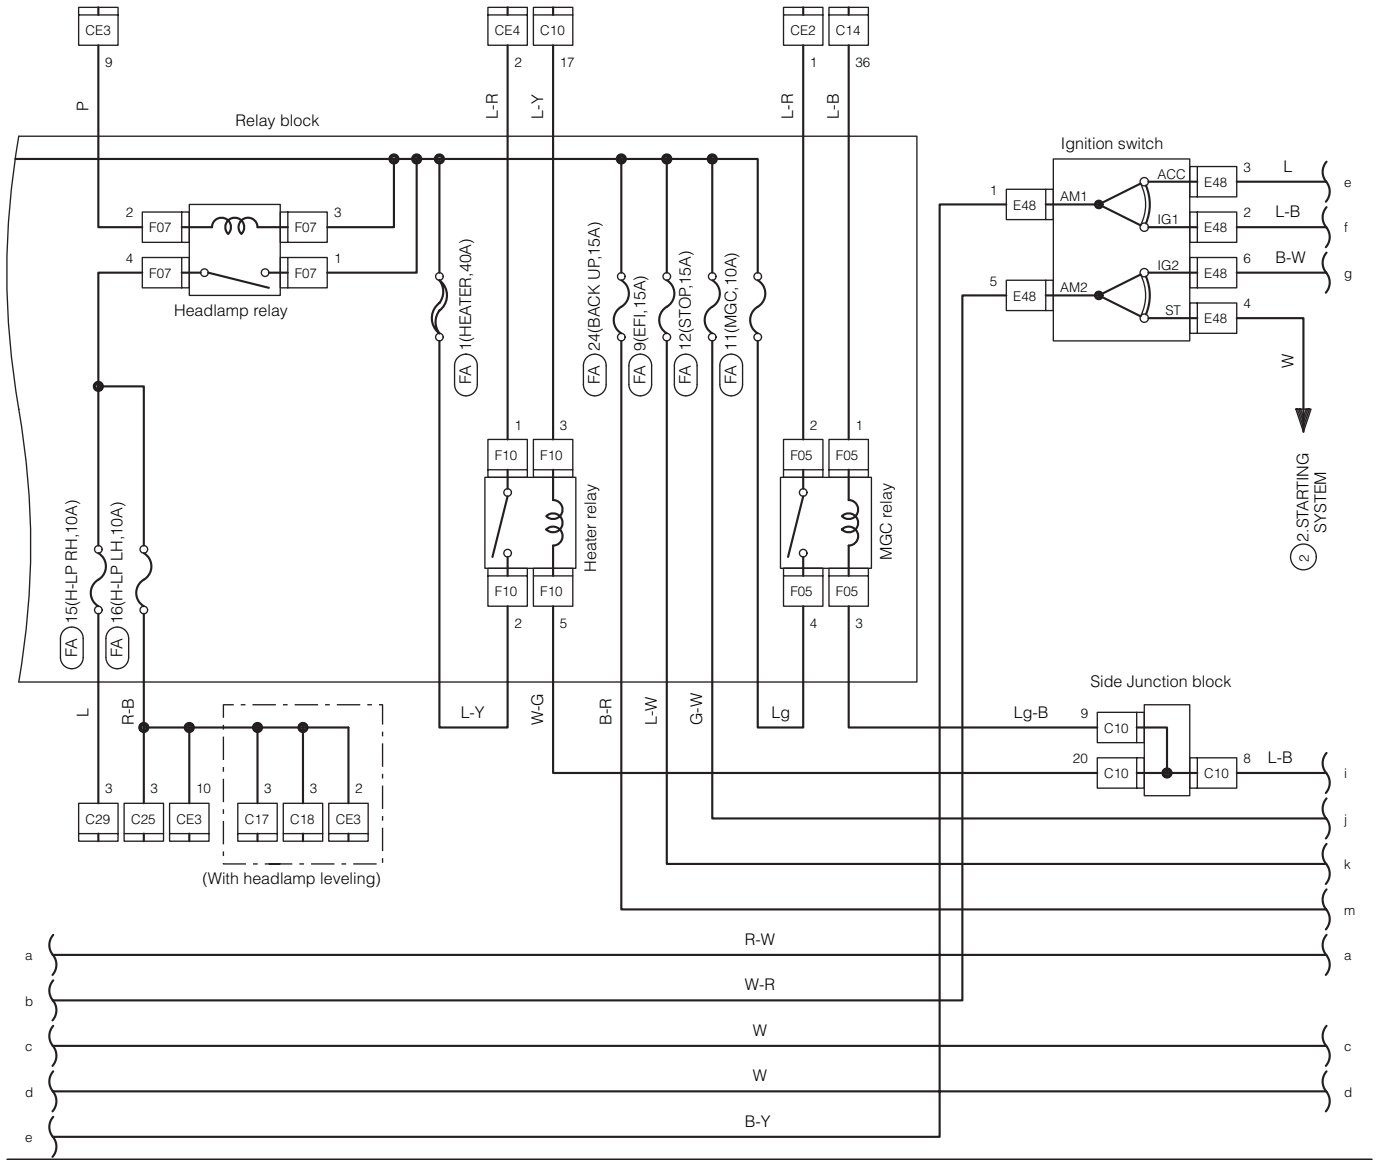 CE3
CE4
C10
CE2
C14
9
2
17
1
36
P
L-R
L-Y
L-R
L-B
Relay block
Ignition switch
ACC
3
L
e
1
E48
AM1
E48
IG1
2
L-B
f
E48
IG2
6
B-W
g
E48
5
E48
AM2
ST
4
E48
W
2
2.STARTING
SYSTEM
2
F07
F07
3
4
F07
F07
1
Headlamp relay
FA
1(HEATER,40A)
FA
24(BACK UP,15A)
FA
9(EFI,15A)
FA
12(STOP,15A)
FA
11(MGC,10A)
1
3
F10
F10
Heater relay
F10
F10
2
5
2
1
F05
F05
MGC relay
F05
F05
4
3
FA
15(H-LP RH,10A)
FA
16(H-LP LH,10A)
L
R-B
L-Y
W-G
B-R
L-W
G-W
Lg
Lg-B
Side Junction block
9
C10
20
C10
C10
8
L-B
i
3
3
10
3
3
2
C29
C25
CE3
C17
C18
CE3
(With headlamp leveling)
j
k
m
a
R-W
a
b
W-R
c
W
c
d
W
d
e
B-Y